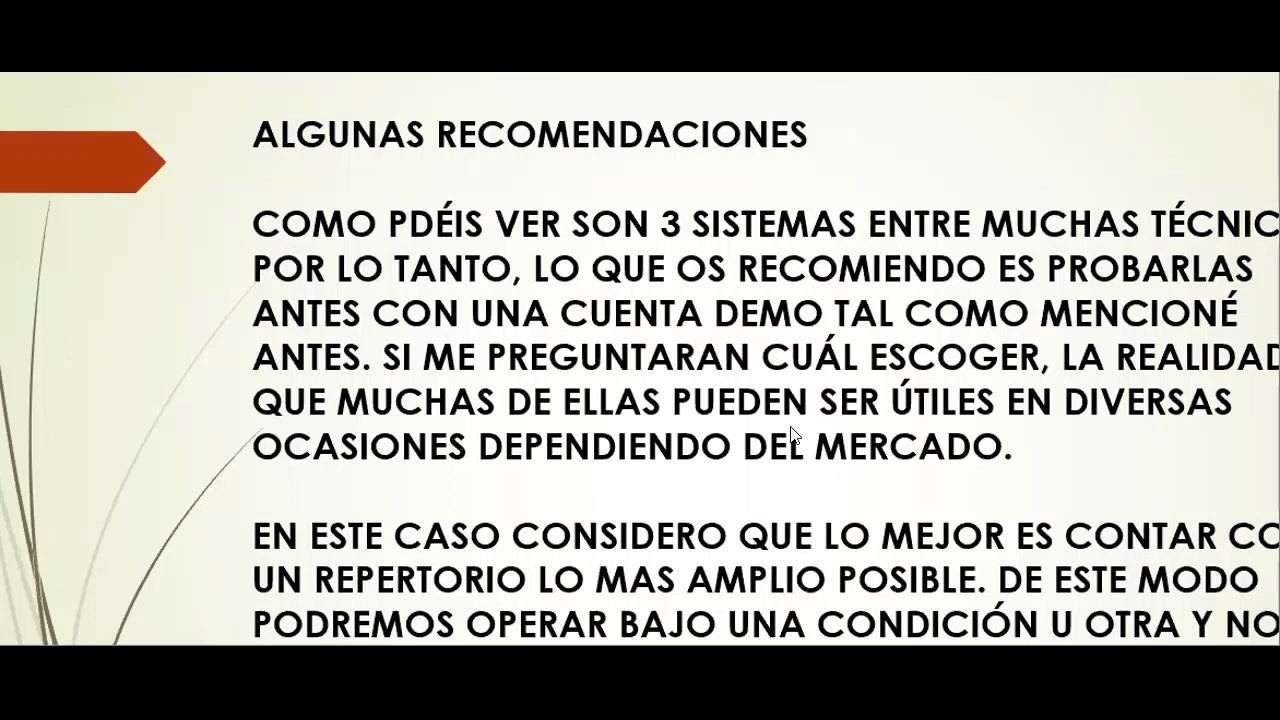 ALGUNAS RECOMENDACIONES
COMO PDÉIS VER SON 3 SISTEMAS ENTRE MUCHAS TÉCNIC
POR LO TANTO, LO QUE OS RECOMIENDO ES PROBARLAS
ANTES CON UNA CUENTA DEMO TAL COMO MENCIONÉ
ANTES. SI ME PREGUNTARAN CUÁL ESCOGER, LA REALIDAD
QUE MUCHAS DE ELLAS PUEDEN SER ÚTILES EN DIVERSAS
OCASIONES DEPENDIENDO DEL MERCADO.
EN ESTE CASO CONSIDERO QUE LO MEJOR ES CONTAR CO
UN REPERTORIO LO MAS AMPLIO POSIBLE. DE ESTE MODO
PODREMOS OPERAR BAJO UNA CONDICIÓN U OTRA Y NO